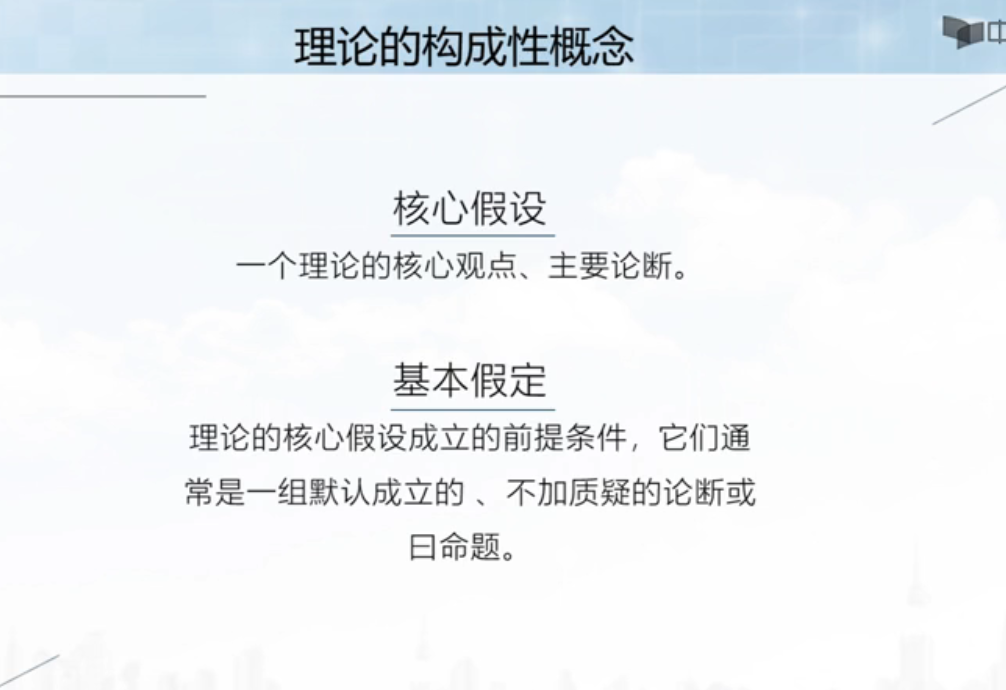 理论的构成性概念
中
核心假设
一个理论的核心观点、主要论断。
基本假定
理论的核心假设成立的前提条件，它们通
常是一组默认成立的 、不加质疑的论断或
曰命题。